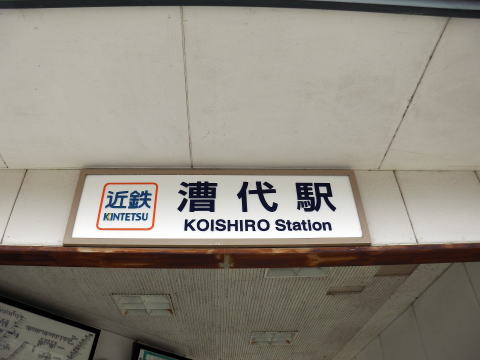 近鉄
KINTETSU
漕代駅
KOISHIRO Station